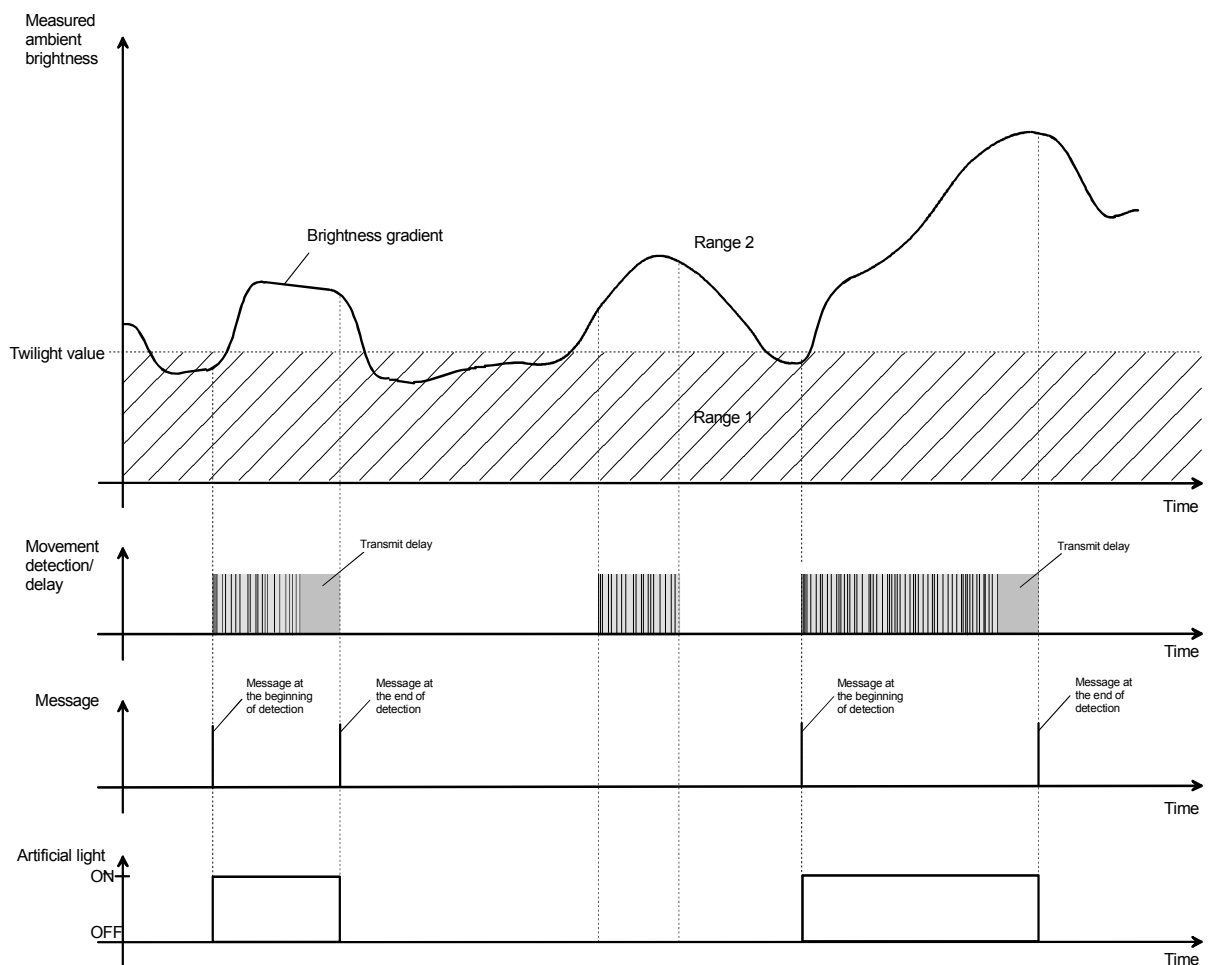 Measured
ambient
brightness
Brightness gradient
Range 2
Twilight value
Range 1
Time
Movement
detection/
delay
Transmit delay
Transmit delay
Time
Message
Message at
the beginning
of detection
Message at
the end of
detection
Message at
the beginning
of detection
Message at
the end of
detection
Time
Artificial light
ON
OFF
Time